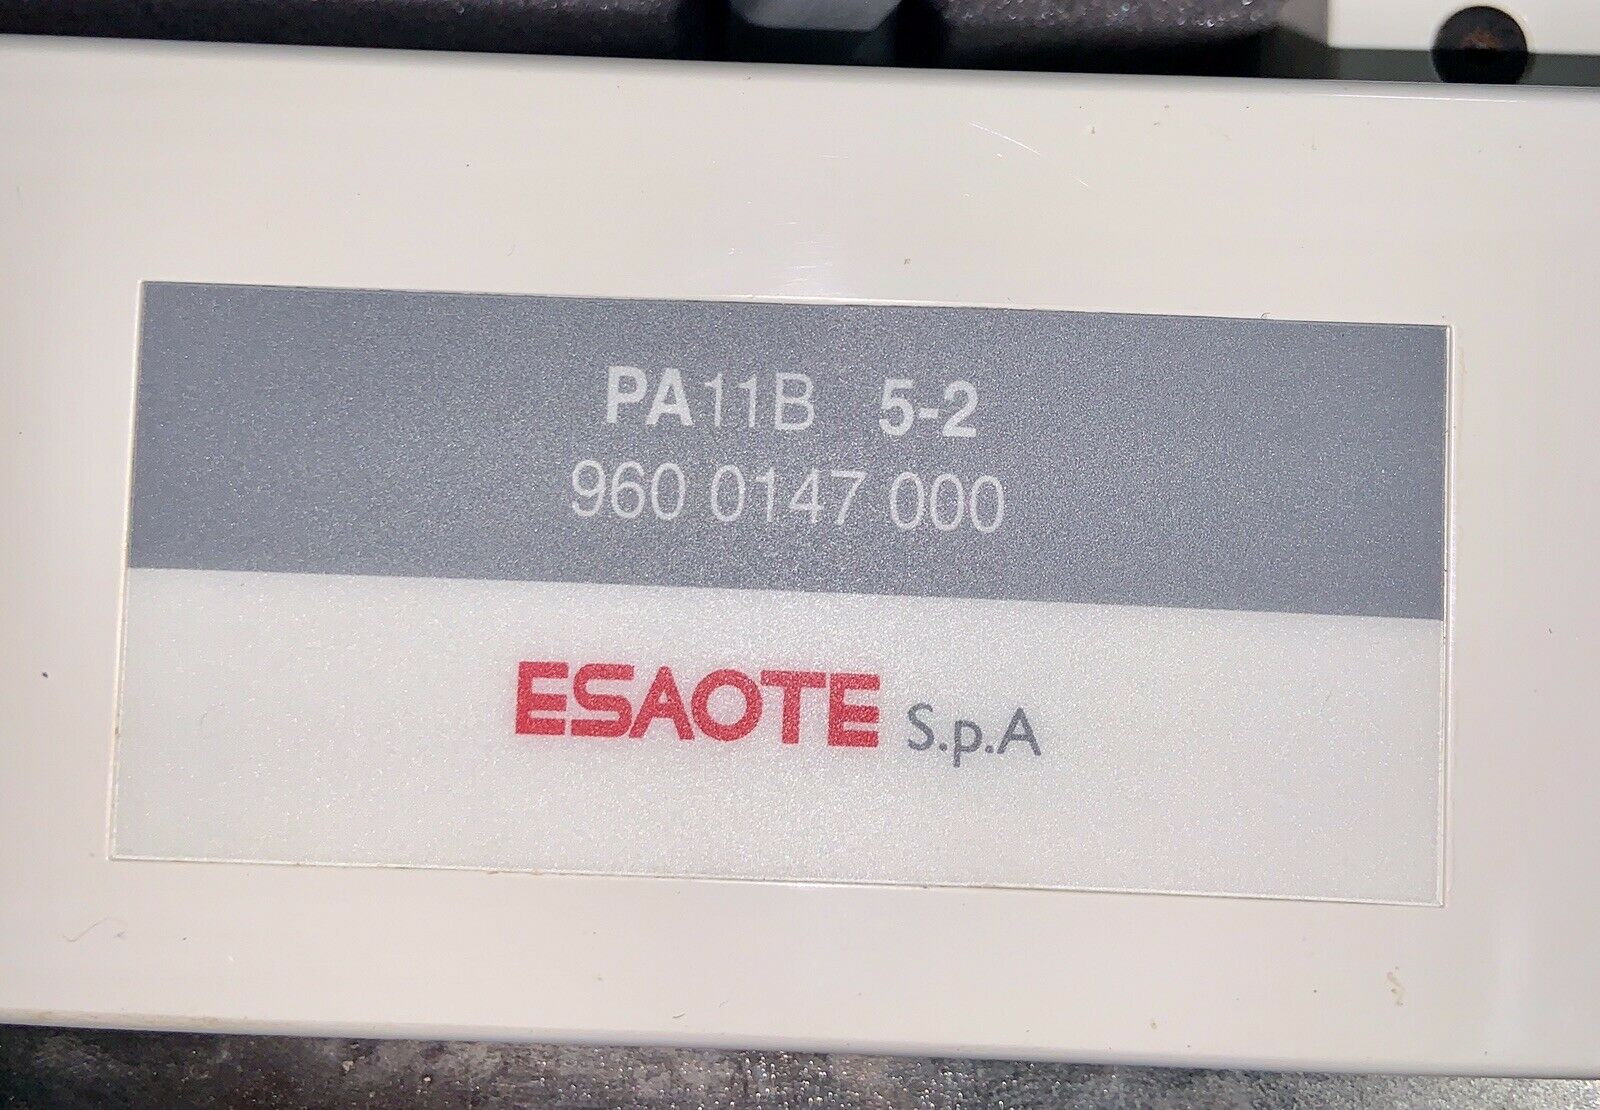 PA11B 5-2
960 0147 000
ESAOTE S.p.A